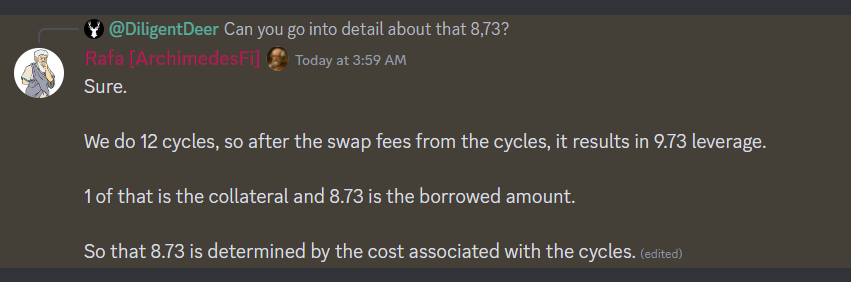 @DiligentDeer Can you go into detail about that 8,73?
Rafa [ArchimedesFi] Today at 3:59 AM
Sure.
We do 12 cycles, so after the swap fees from the cycles, it results in 9.73 leverage.
1 of that is the collateral and 8.73 is the borrowed amount.
So that 8.73 is determined by the cost associated with the cycles. (edited)